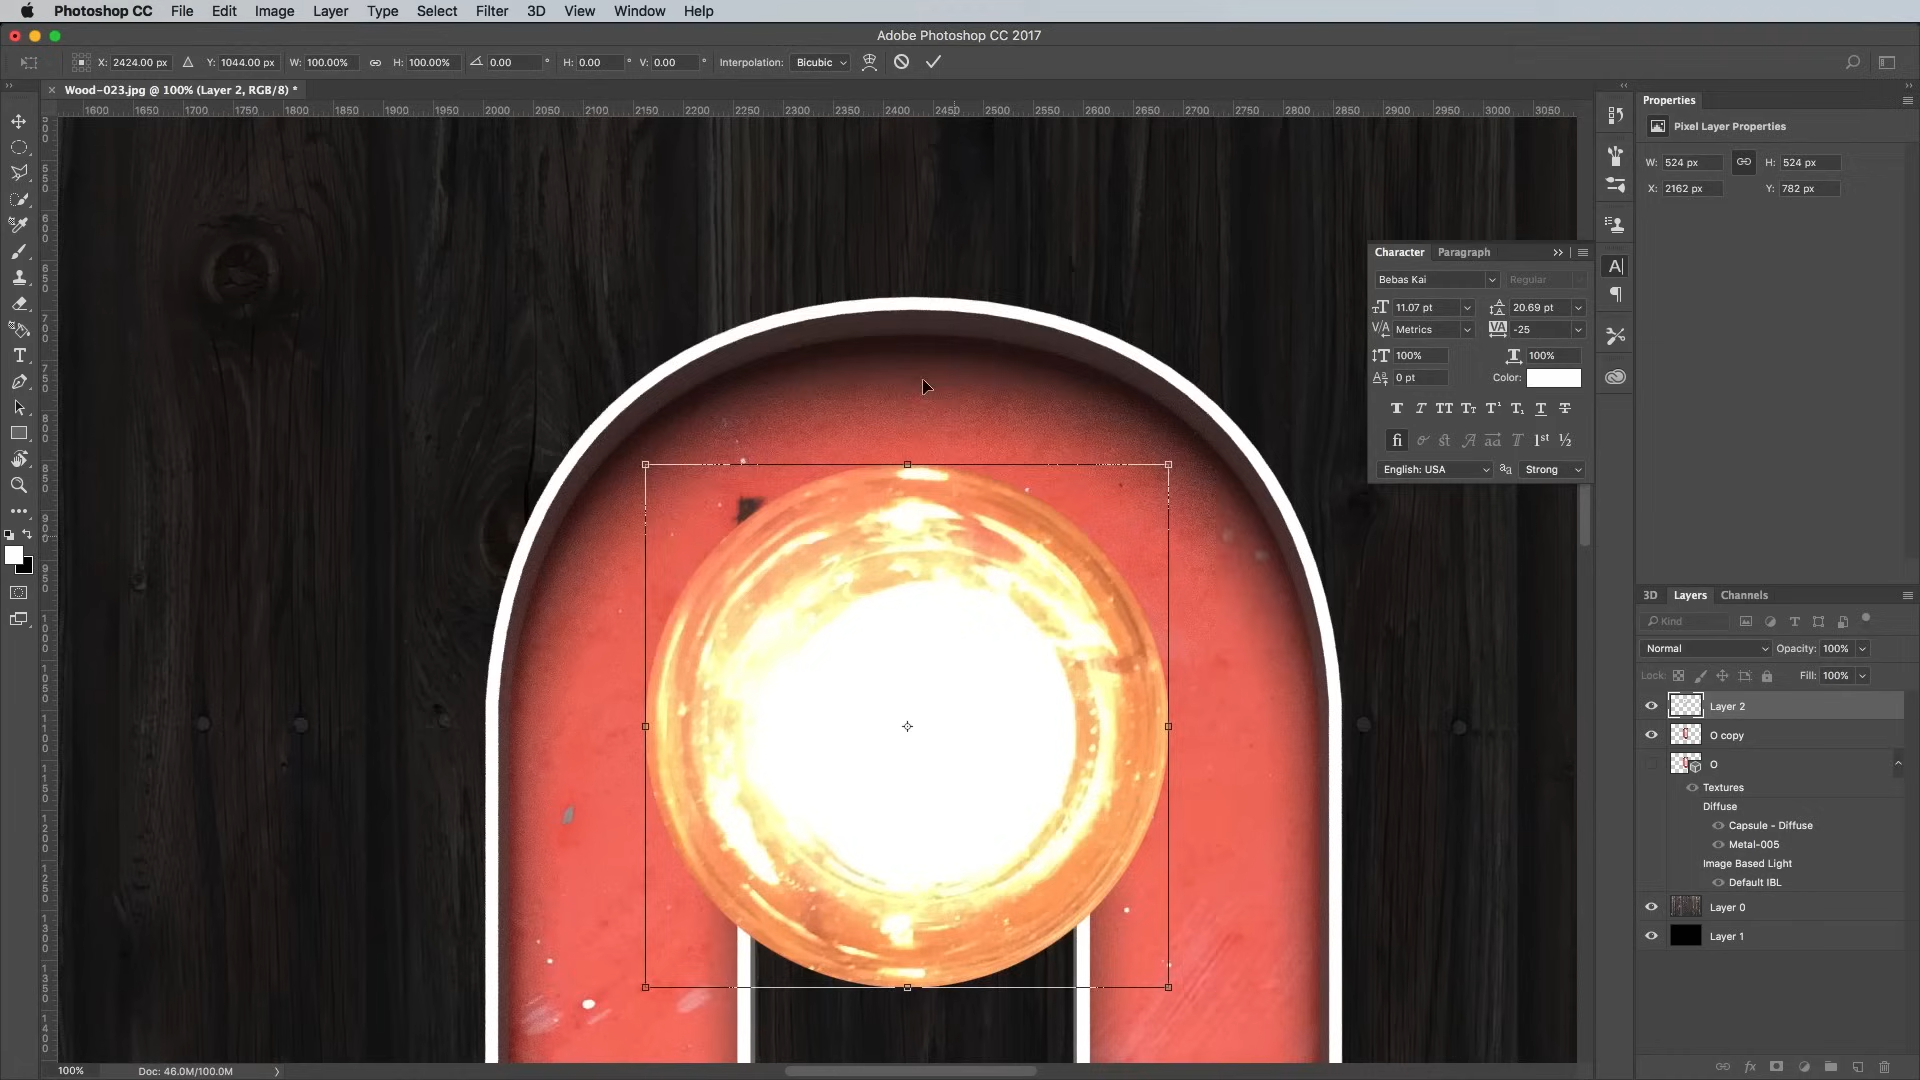 Photoshop CC File Edit Image Layer Type Select Filter 3D View Window Help
Adobe Photoshop CC 2017
X: 2424.00 px Y: 1044.00 px W: 100.00% H: 100.00% 0.00 ° H: 0.00 ° V: 0.00 ° Interpolation: Bicubic
Wood-023.jpg @ 100% (Layer 2, RGB/8) *
1600 1650 1700 1750 1800 1850 1900 1950 2000 2050 2100 2150 2200 2250 2300 2350 2400 2450 2500 2550 2600 2650 2700 2750 2800 2850 2900 2950 3000 3050
Properties
Pixel Layer Properties
W: 524 px H: 524 px
X: 2162 px Y: 782 px
Character Paragraph
Bebas Kai Regular
11.07 pt 20.69 pt
Metrics -25
100% 100%
0 pt Color:
English: USA Strong
3D Layers Channels
Kind
Normal Opacity: 100%
Lock: Fill: 100%
Layer 2
O copy
O
Textures
Diffuse
Capsule - Diffuse
Metal-005
Image Based Light
Default IBL
Layer 0
Layer 1
100% Doc: 46.0M/100.0M